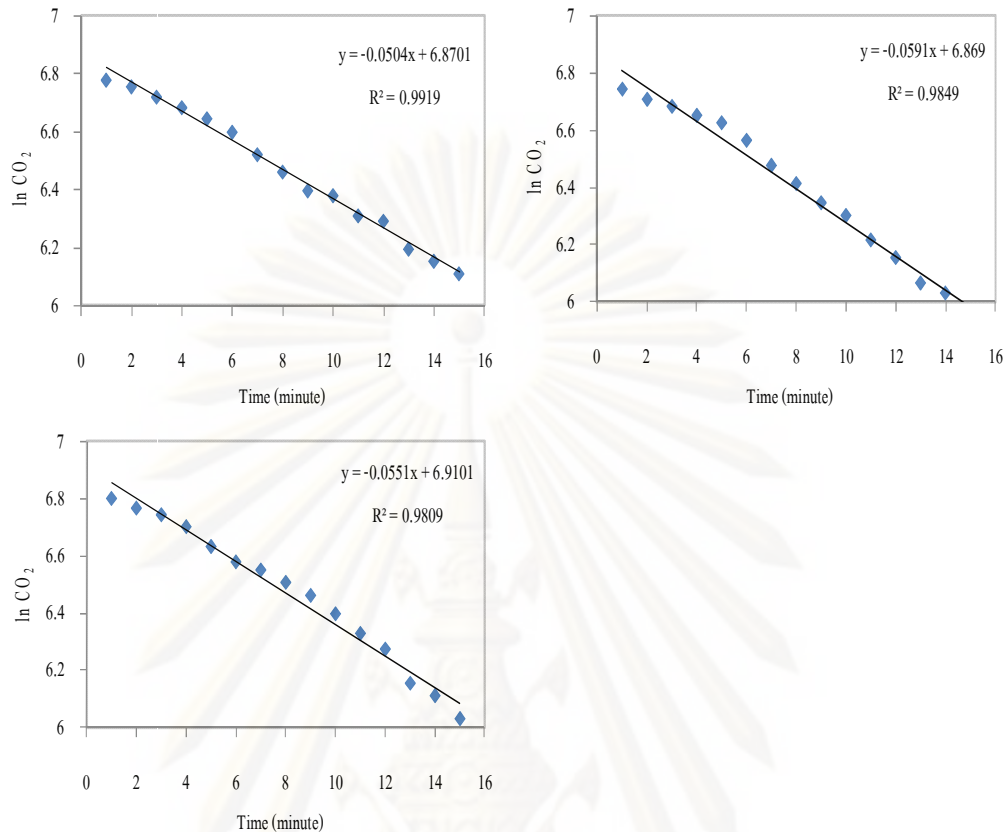 7
6.8
6.6
6.4
6.2
6
ln CO₂
y = -0.0504x + 6.8701
R² = 0.9919
0 2 4 6 8 10 12 14 16
Time (minute)
7
6.8
6.6
6.4
6.2
6
ln CO₂
y = -0.0591x + 6.869
R² = 0.9849
0 2 4 6 8 10 12 14 16
Time (minute)
7
6.8
6.6
6.4
6.2
6
ln CO₂
y = -0.0551x + 6.9101
R² = 0.9809
0 2 4 6 8 10 12 14 16
Time (minute)